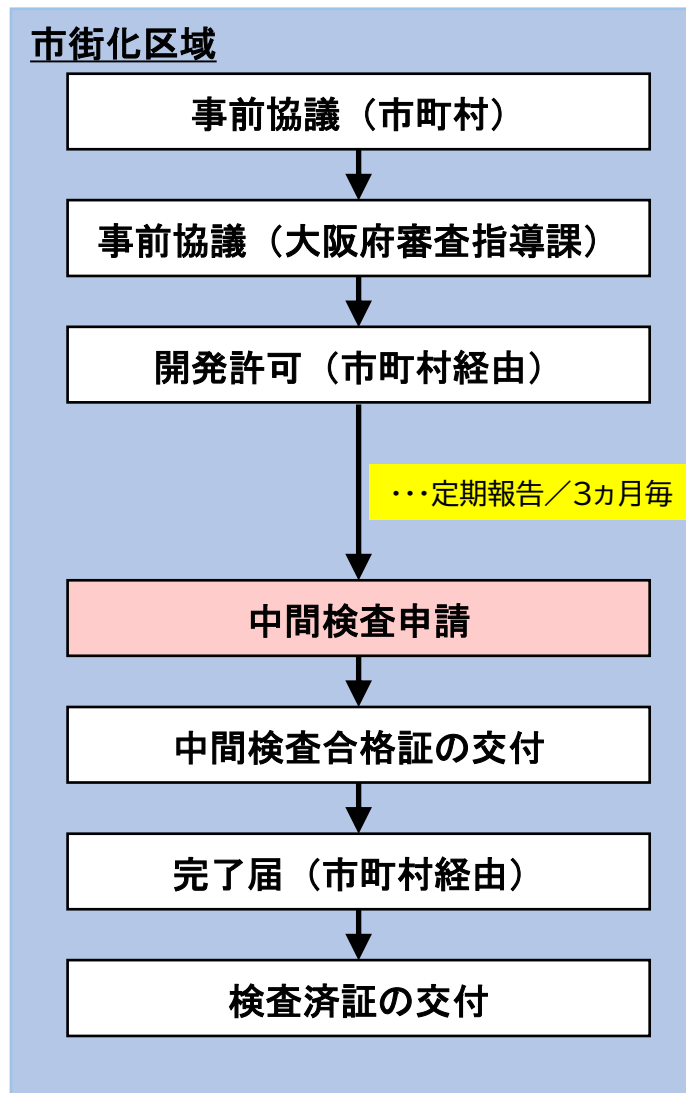 市街化区域
事前協議（市町村）
事前協議（大阪府審査指導課）
開発許可（市町村経由）
･･･定期報告／3ヵ月毎
中間検査申請
中間検査合格証の交付
完了届（市町村経由）
検査済証の交付